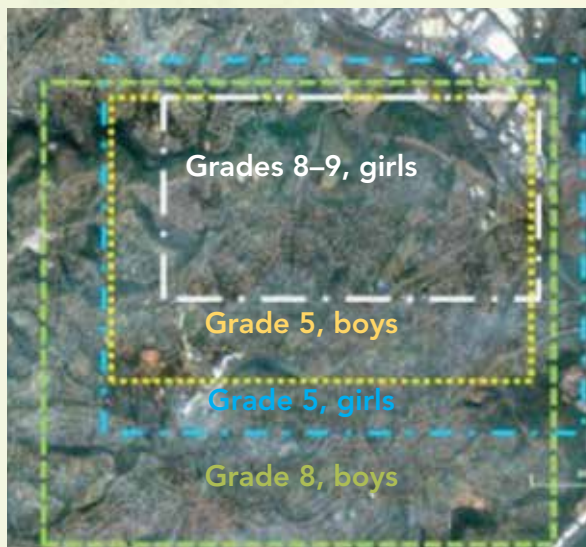 Grades 8–9, girls
Grade 5, boys
Grade 5, girls
Grade 8, boys